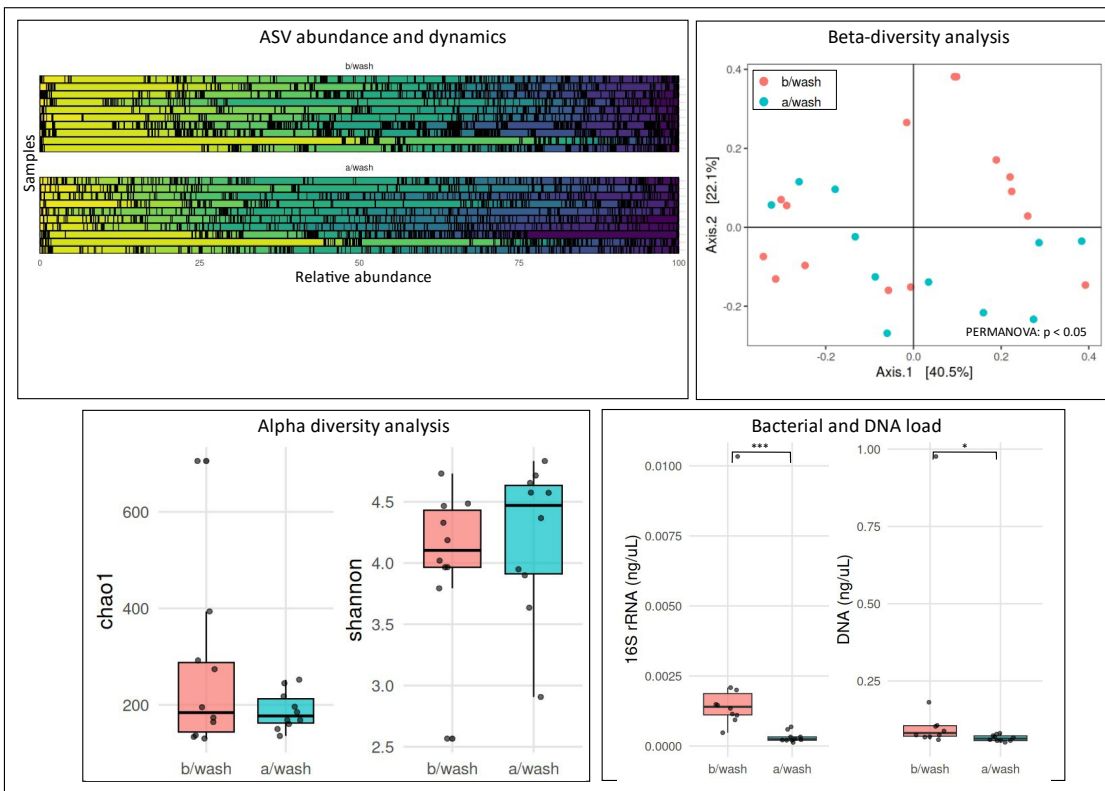 ASV abundance and dynamics
b/wash
Samples
a/wash
0 25 50 75 100
Relative abundance
Beta-diversity analysis
b/wash
a/wash
0.4
0.2
0.0
-0.2
Axis.2 [22.1%]
PERMANOVA: p < 0.05
-0.2 0.0 0.2 0.4
Axis.1 [40.5%]
Alpha diversity analysis
chao1
600
400
200
b/wash a/wash
shannon
4.5
4.0
3.5
3.0
2.5
b/wash a/wash
Bacterial and DNA load
16S rRNA (ng/uL)
***
0.0100
0.0075
0.0050
0.0025
0.0000
b/wash a/wash
DNA (ng/uL)
*
1.00
0.75
0.50
0.25
0.00
b/wash a/wash